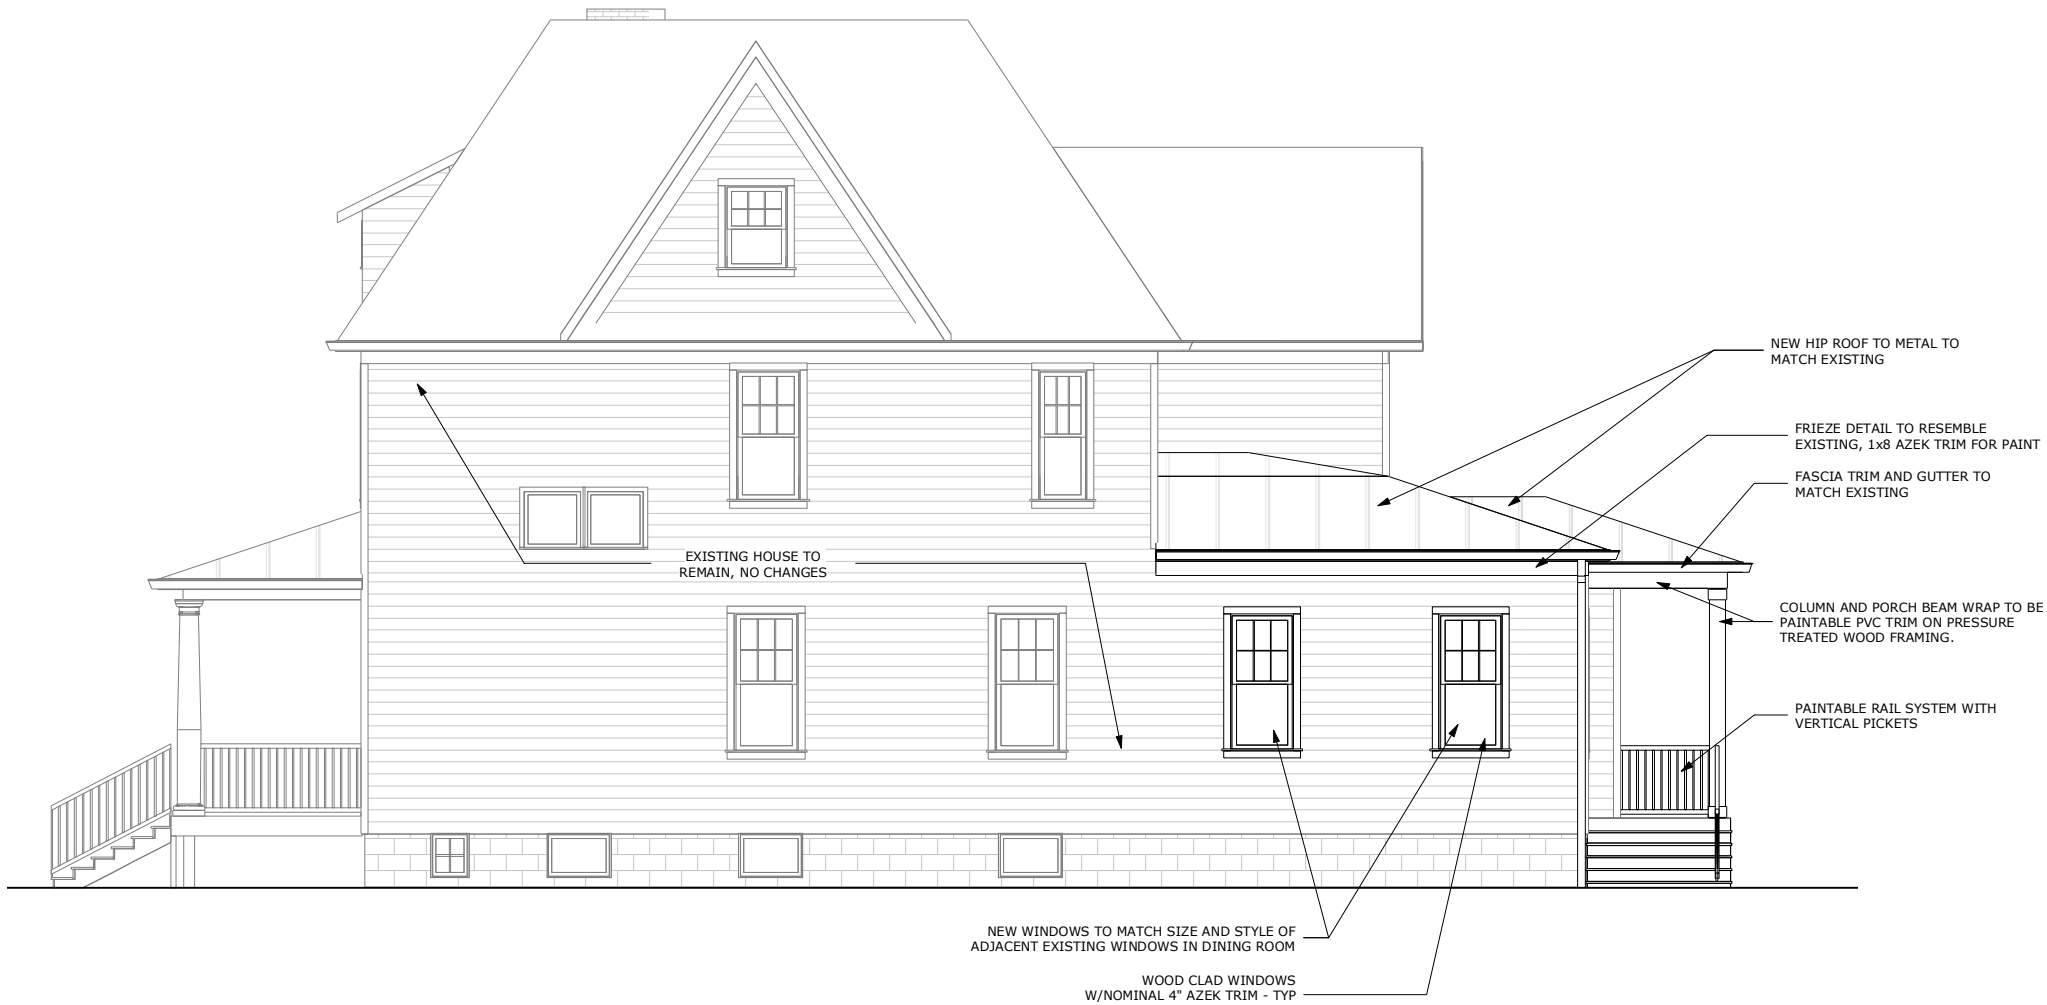 NEW HIP ROOF TO METAL TO
MATCH EXISTING
FRIEZE DETAIL TO RESEMBLE
EXISTING, 1x8 AZEK TRIM FOR PAINT
FASCIA TRIM AND GUTTER TO
MATCH EXISTING
EXISTING HOUSE TO
REMAIN, NO CHANGES
COLUMN AND PORCH BEAM WRAP TO BE
PAINTABLE PVC TRIM ON PRESSURE
TREATED WOOD FRAMING.
PAINTABLE RAIL SYSTEM WITH
VERTICAL PICKETS
NEW WINDOWS TO MATCH SIZE AND STYLE OF
ADJACENT EXISTING WINDOWS IN DINING ROOM
WOOD CLAD WINDOWS
W/NOMINAL 4" AZEK TRIM - TYP